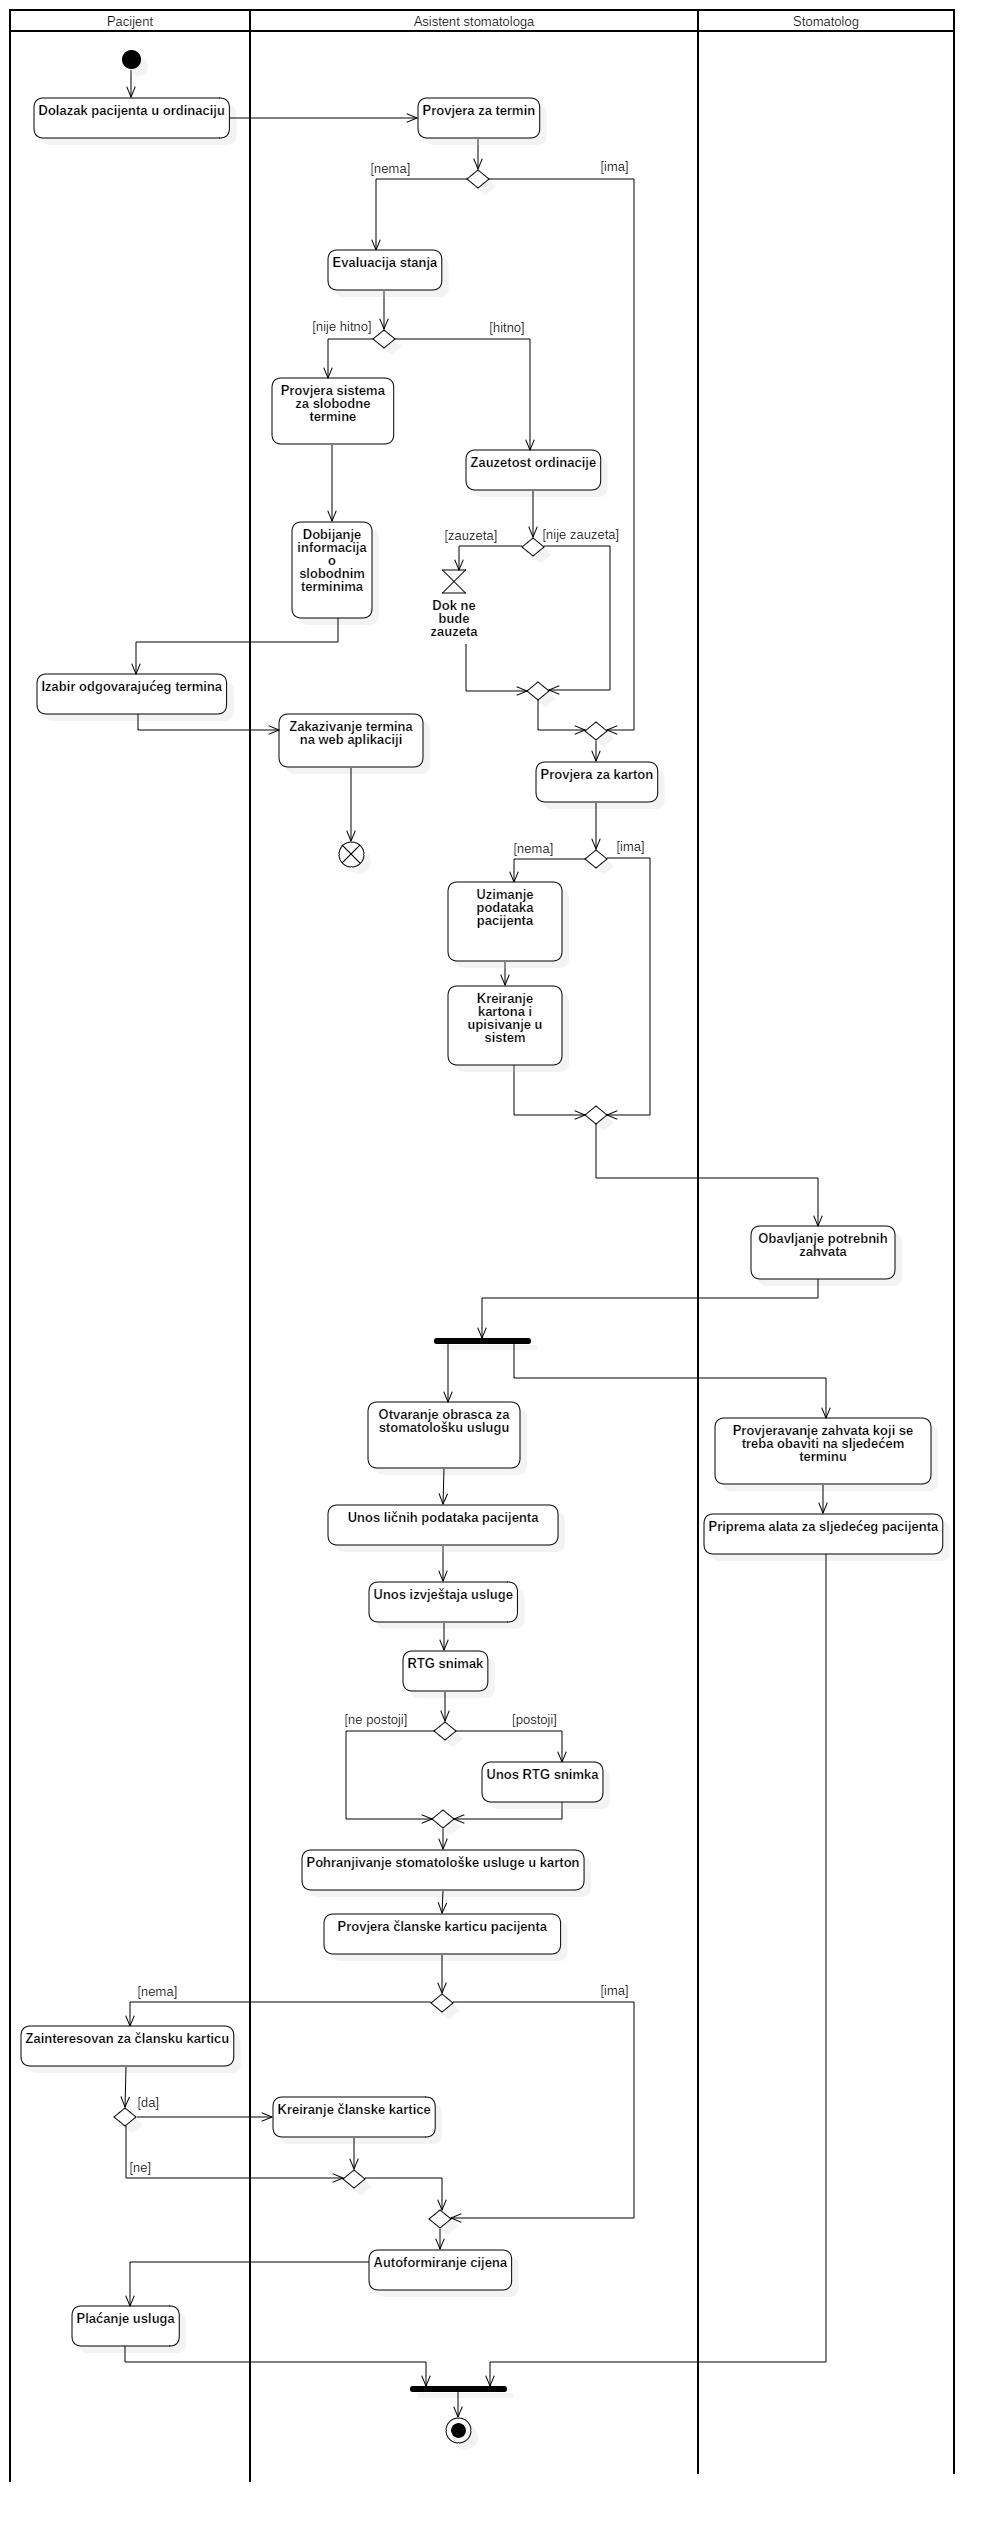 Pacijent
Asistent stomatologa
Stomatolog
Dolazak pacijenta u ordinaciju
Provjera za termin
[nema]
[ima]
Evaluacija stanja
[nije hitno]
[hitno]
Provjera sistema
za slobodne
termine
Zauzetost ordinacije
Dobijanje
informacija
o
slobodnim
terminima
[zauzeta]
[nije zauzeta]
Dok ne
bude
zauzeta
Izabir odgovarajućeg termina
Zakazivanje termina
na web aplikaciji
Provjera za karton
[nema]
[ima]
Uzimanje
podataka
pacijenta
Kreiranje
kartona i
upisivanje u
sistem
Obavljanje potrebnih
zahvata
Otvaranje obrasca za
stomatološku uslugu
Provjeravanje zahvata koji se
treba obaviti na sljedećem
terminu
Unos ličnih podataka pacijenta
Priprema alata za sljedećeg pacijenta
Unos izvještaja usluge
RTG snimak
[ne postoji]
[postoji]
Unos RTG snimka
Pohranjivanje stomatološke usluge u karton
Provjera članske karticu pacijenta
[nema]
[ima]
Zainteresovan za člansku karticu
[da]
Kreiranje članske kartice
[ne]
Autoformiranje cijena
Plaćanje usluga